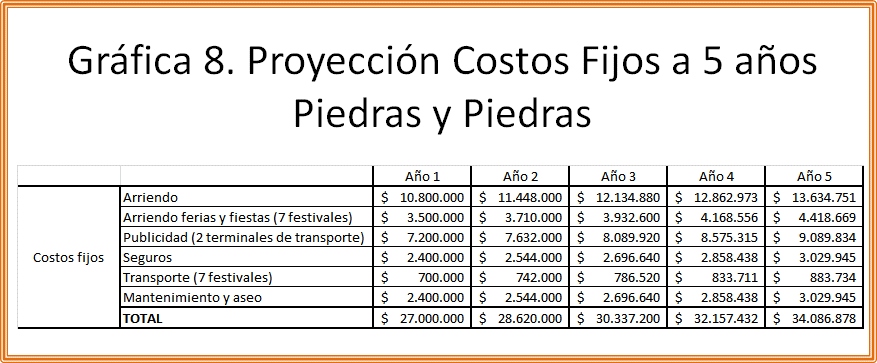 Gráfica 8. Proyección Costos Fijos a 5 años
Piedras y Piedras
Año 1 Año 2 Año 3 Año 4 Año 5
Arriendo $ 10.800.000 $ 11.448.000 $ 12.134.880 $ 12.862.973 $ 13.634.751
Arriendo ferias y fiestas (7 festivales) $ 3.500.000 $ 3.710.000 $ 3.932.600 $ 4.168.556 $ 4.418.669
Publicidad (2 terminales de transporte) $ 7.200.000 $ 7.632.000 $ 8.089.920 $ 8.575.315 $ 9.089.834
Costos fijos Seguros $ 2.400.000 $ 2.544.000 $ 2.696.640 $ 2.858.438 $ 3.029.945
Transporte (7 festivales) $ 700.000 $ 742.000 $ 786.520 $ 833.711 $ 883.734
Mantenimiento y aseo $ 2.400.000 $ 2.544.000 $ 2.696.640 $ 2.858.438 $ 3.029.945
TOTAL $ 27.000.000 $ 28.620.000 $ 30.337.200 $ 32.157.432 $ 34.086.878